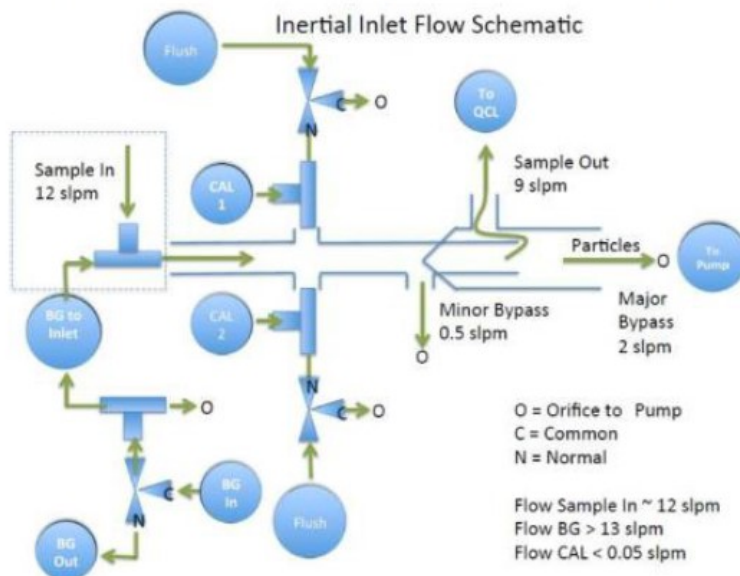 Inertial Inlet Flow Schematic
Flush
C
O
N
To
QCL
Sample In
12 slpm
CAL
1
Sample Out
9 slpm
Particles
O
To
Pump
BG to
Inlet
CAL
2
Minor Bypass
0.5 slpm
O
Major
Bypass
2 slpm
O
N
C
O
O = Orifice to Pump
C = Common
N = Normal
C
BG
In
N
Flush
BG
Out
Flow Sample In ~ 12 slpm
Flow BG > 13 slpm
Flow CAL < 0.05 slpm